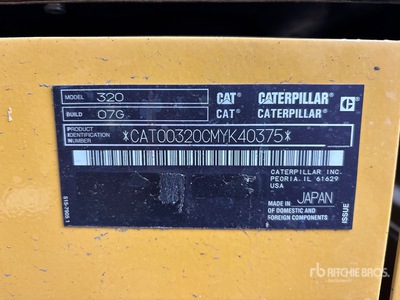 MODEL 320 CAT CATERPILLAR C
BUILD 07G CAT CATERPILLAR
PRODUCT IDENTIFICATION NUMBER *CAT00320CMYK40375*
CATERPILLAR INC.
PEORIA, IL 61629
USA
MADE IN JAPAN
OF DOMESTIC AND
FOREIGN COMPONENTS
ISSUE
rb RITCHIE BROS.